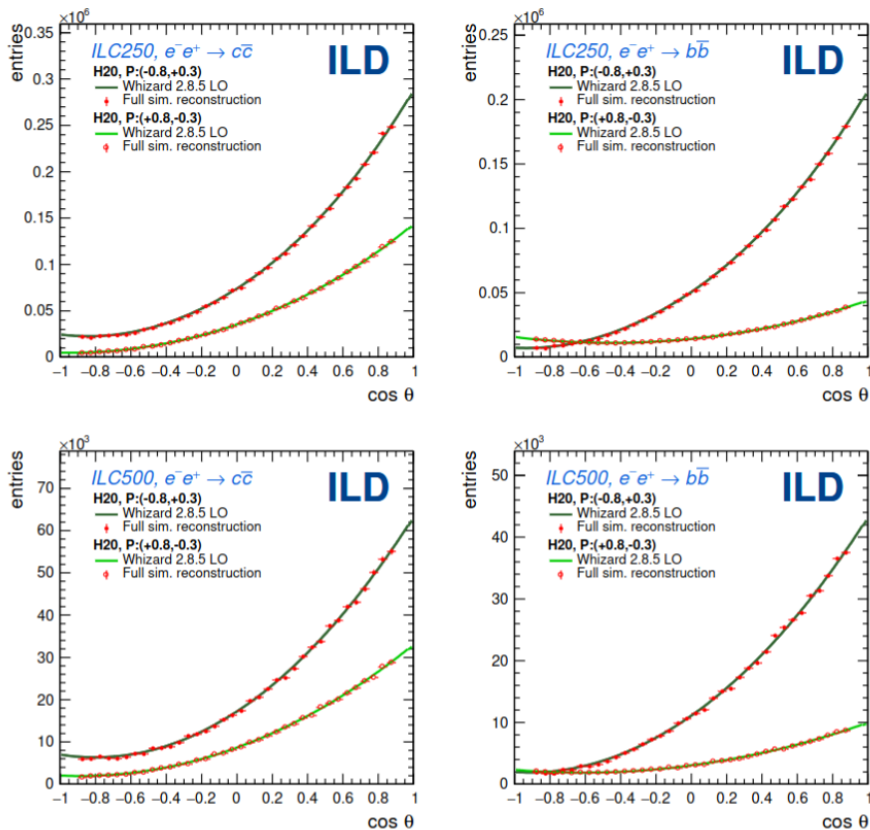 ×10⁶
entries
ILC250, e⁻e⁺ → cc̅
ILD
H20, P:(-0.8,+0.3)
Whizard 2.8.5 LO
Full sim. reconstruction
H20, P:(+0.8,-0.3)
Whizard 2.8.5 LO
Full sim. reconstruction
0.35
0.3
0.25
0.2
0.15
0.1
0.05
0
−1 −0.8 −0.6 −0.4 −0.2 0 0.2 0.4 0.6 0.8 1
cos θ
×10⁶
entries
ILC250, e⁻e⁺ → bb̅
ILD
H20, P:(-0.8,+0.3)
Whizard 2.8.5 LO
Full sim. reconstruction
H20, P:(+0.8,-0.3)
Whizard 2.8.5 LO
Full sim. reconstruction
0.25
0.2
0.15
0.1
0.05
0
−1 −0.8 −0.6 −0.4 −0.2 0 0.2 0.4 0.6 0.8 1
cos θ
×10³
entries
ILC500, e⁻e⁺ → cc̅
ILD
H20, P:(-0.8,+0.3)
Whizard 2.8.5 LO
Full sim. reconstruction
H20, P:(+0.8,-0.3)
Whizard 2.8.5 LO
Full sim. reconstruction
70
60
50
40
30
20
10
0
−1 −0.8 −0.6 −0.4 −0.2 0 0.2 0.4 0.6 0.8 1
cos θ
×10³
entries
ILC500, e⁻e⁺ → bb̅
ILD
H20, P:(-0.8,+0.3)
Whizard 2.8.5 LO
Full sim. reconstruction
H20, P:(+0.8,-0.3)
Whizard 2.8.5 LO
Full sim. reconstruction
50
40
30
20
10
0
−1 −0.8 −0.6 −0.4 −0.2 0 0.2 0.4 0.6 0.8 1
cos θ